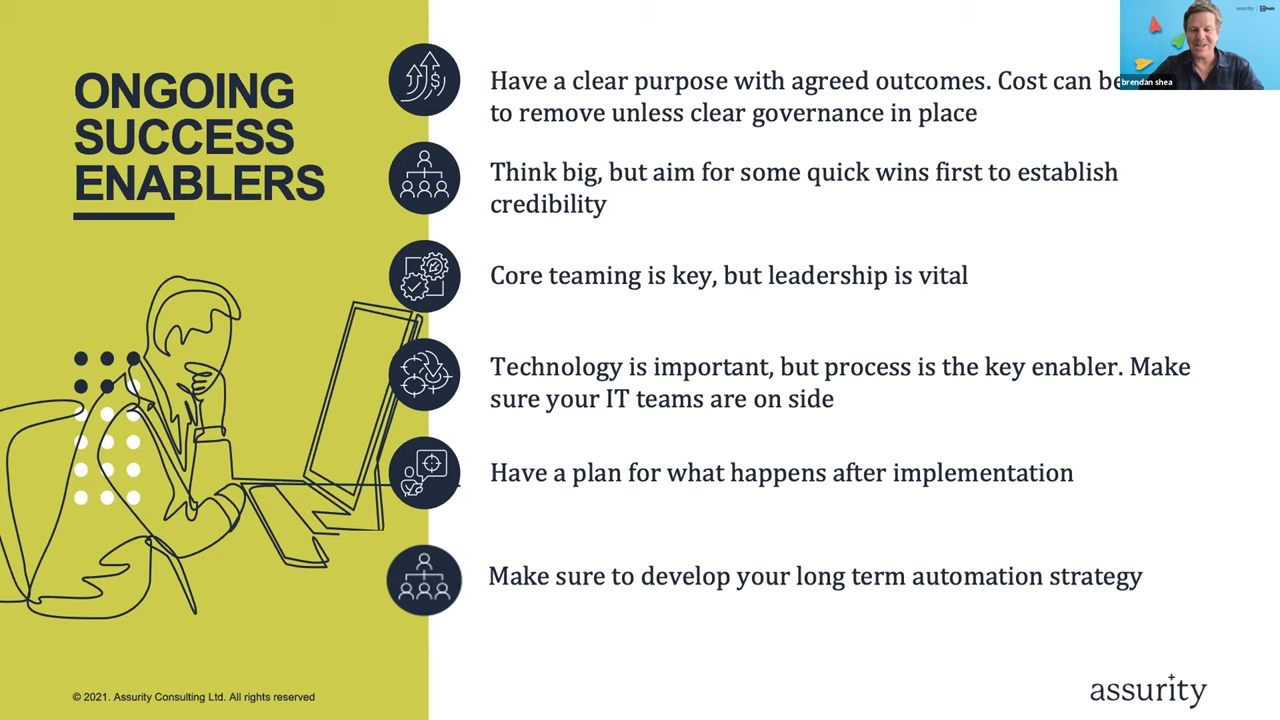 ONGOING
SUCCESS
ENABLERS
Have a clear purpose with agreed outcomes. Cost can be
to remove unless clear governance in place
Think big, but aim for some quick wins first to establish
credibility
Core teaming is key, but leadership is vital
Technology is important, but process is the key enabler. Make
sure your IT teams are on side
Have a plan for what happens after implementation
Make sure to develop your long term automation strategy
© 2021. Assurity Consulting Ltd. All rights reserved
assurity
brendan shea
assurity